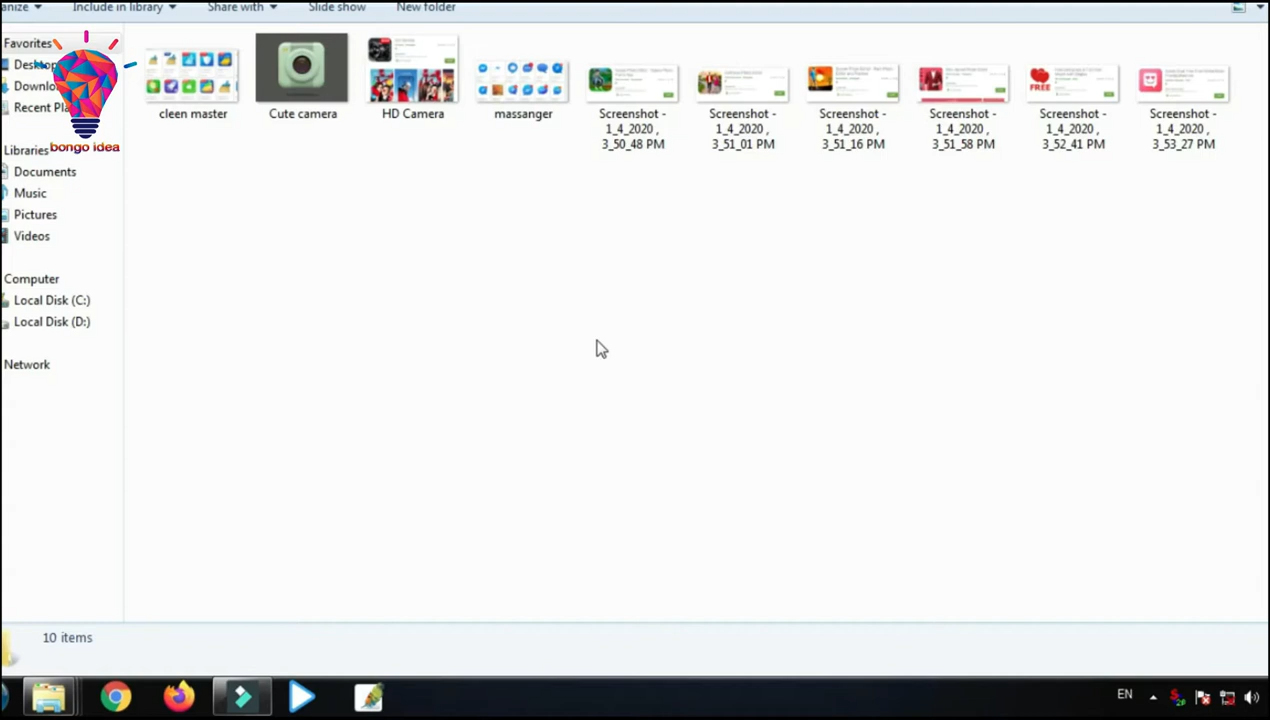 anize
Include in library
Share with
Slide show
New folder
Favorites
Desktop
Downlo
Recent Pla
bongo idea
Libraries
Documents
Music
Pictures
Videos
Computer
Local Disk (C:)
Local Disk (D:)
Network
cleen master
Cute camera
HD Camera
massanger
Screenshot -
1_4_2020 ,
3_50_48 PM
Screenshot -
1_4_2020 ,
3_51_01 PM
Screenshot -
1_4_2020 ,
3_51_16 PM
Screenshot -
1_4_2020 ,
3_51_58 PM
FREE
Screenshot -
1_4_2020 ,
3_52_41 PM
Screenshot -
1_4_2020 ,
3_53_27 PM
10 items
EN